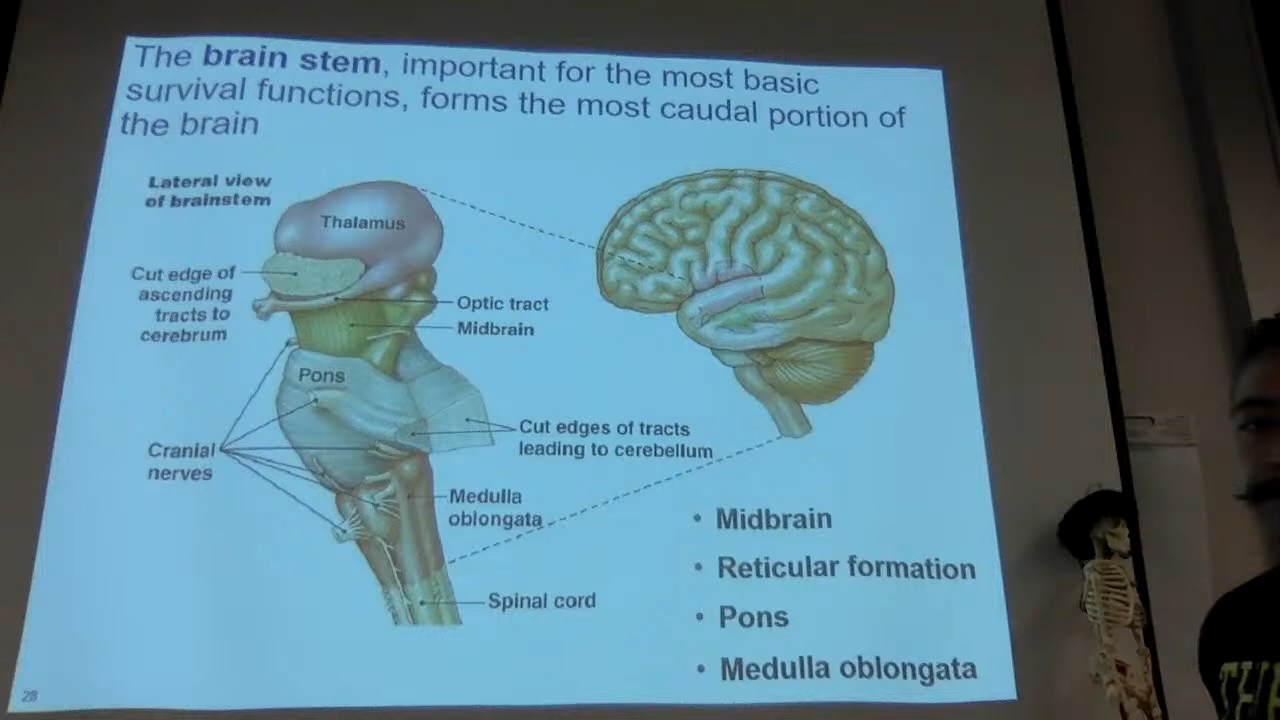 The brain stem, important for the most basic
survival functions, forms the most caudal portion of
the brain
Lateral view
of brainstem
Thalamus
Cut edge of
ascending
tracts to
cerebrum
Optic tract
Midbrain
Pons
Cut edges of tracts
leading to cerebellum
Cranial
nerves
Medulla
oblongata
Spinal cord
• Midbrain
• Reticular formation
• Pons
• Medulla oblongata
28